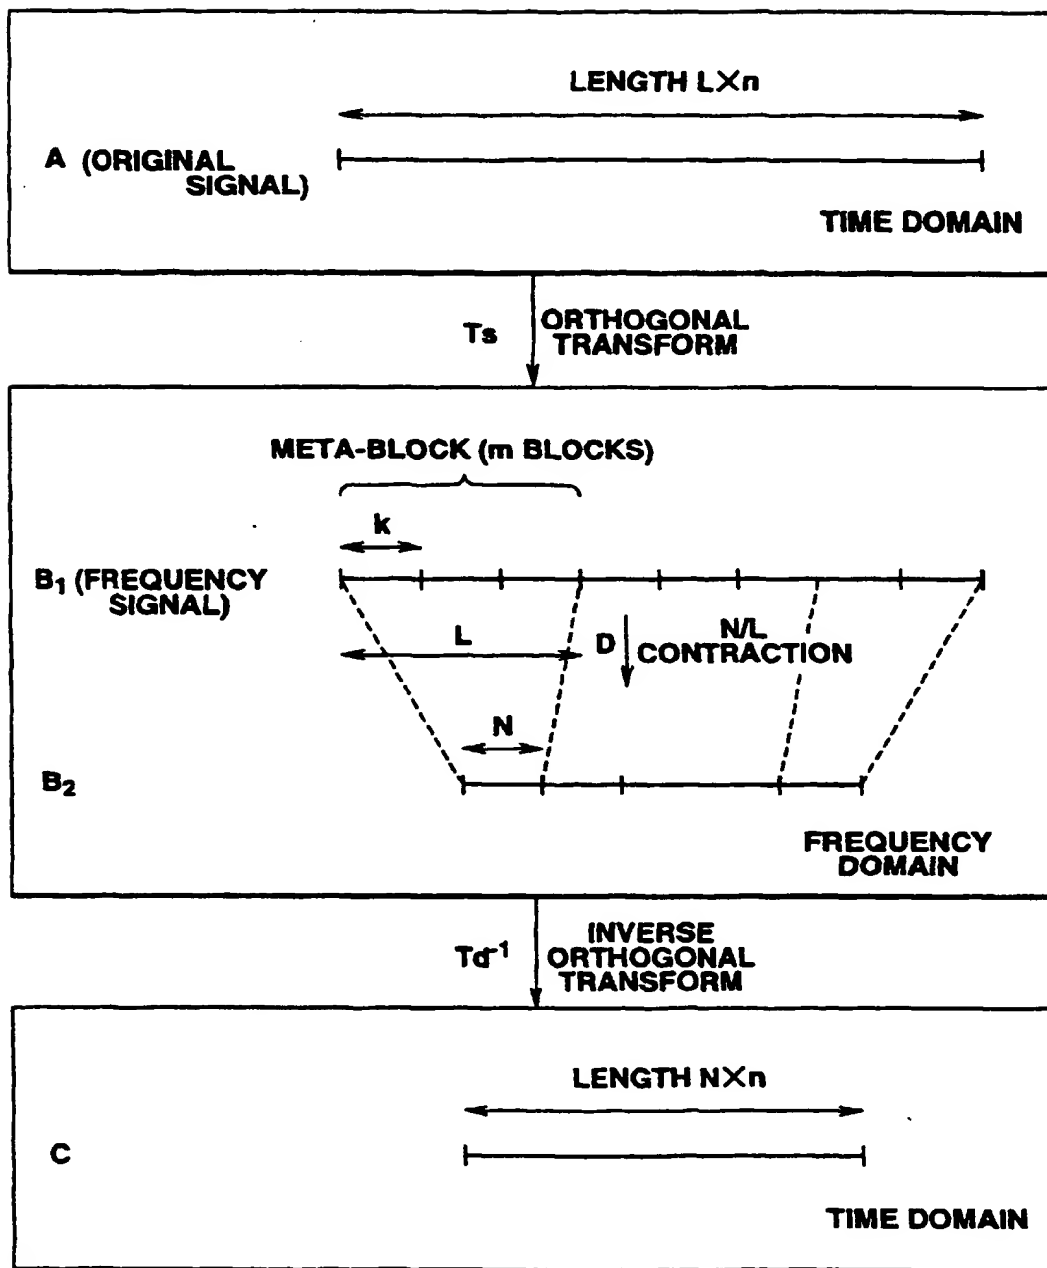 LENGTH L×n
A (ORIGINAL
SIGNAL)
TIME DOMAIN
Ts
ORTHOGONAL
TRANSFORM
META-BLOCK (m BLOCKS)
k
B1 (FREQUENCY
SIGNAL)
L
D
N/L
CONTRACTION
N
B2
FREQUENCY
DOMAIN
Td-1
INVERSE
ORTHOGONAL
TRANSFORM
LENGTH N×n
C
TIME DOMAIN